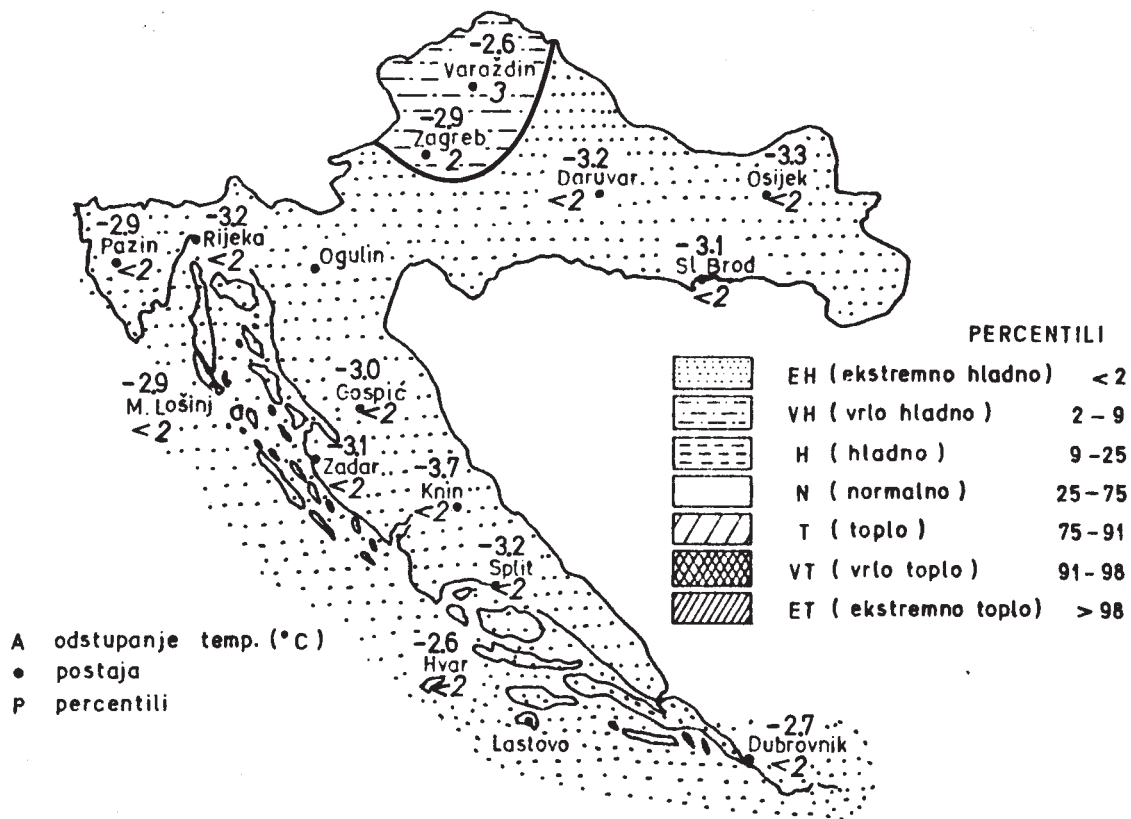 -2.6
Varaždin
3
-2.9
Zagreb
2
-3.2
Daruvar
<2
-3.3
Osijek
<2
-2.9
Pazin
<2
-3.2
Rijeka
<2
Ogulin
-3.1
Sl. Brod
<2
-2.9
M. Lošinj
<2
-3.0
Gospić
<2
-3.1
Zadar
<2
-3.7
Knin
<2
-3.2
Split
<2
-2.6
Hvar
<2
Lastovo
-2.7
Dubrovnik
<2
PERCENTILI
EH (ekstremno hladno) < 2
VH (vrlo hladno) 2-9
H (hladno) 9-25
N (normalno) 25-75
T (toplo) 75-91
VT (vrlo toplo) 91-98
ET (ekstremno toplo) > 98
A odstupanje temp. (°C)
● postaja
P percentili